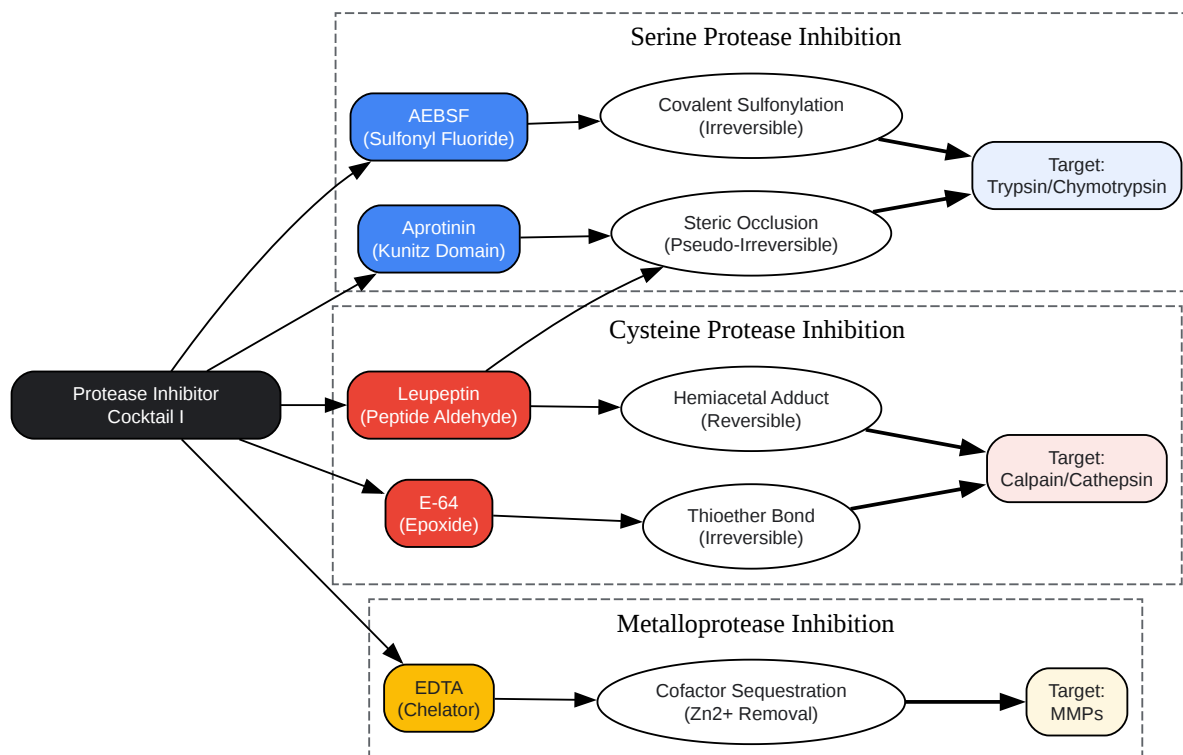 Serine Protease Inhibition
AEBSF
(Sulfonyl Fluoride)
Covalent Sulfonylation
(Irreversible)
Target:
Trypsin/Chymotrypsin
Aprotinin
(Kunitz Domain)
Steric Occlusion
(Pseudo-Irreversible)
Cysteine Protease Inhibition
Protease Inhibitor
Cocktail I
Leupeptin
(Peptide Aldehyde)
Hemiacetal Adduct
(Reversible)
Target:
Calpain/Cathepsin
E-64
(Epoxide)
Thioether Bond
(Irreversible)
Metalloprotease Inhibition
EDTA
(Chelator)
Cofactor Sequestration
(Zn2+ Removal)
Target:
MMPs